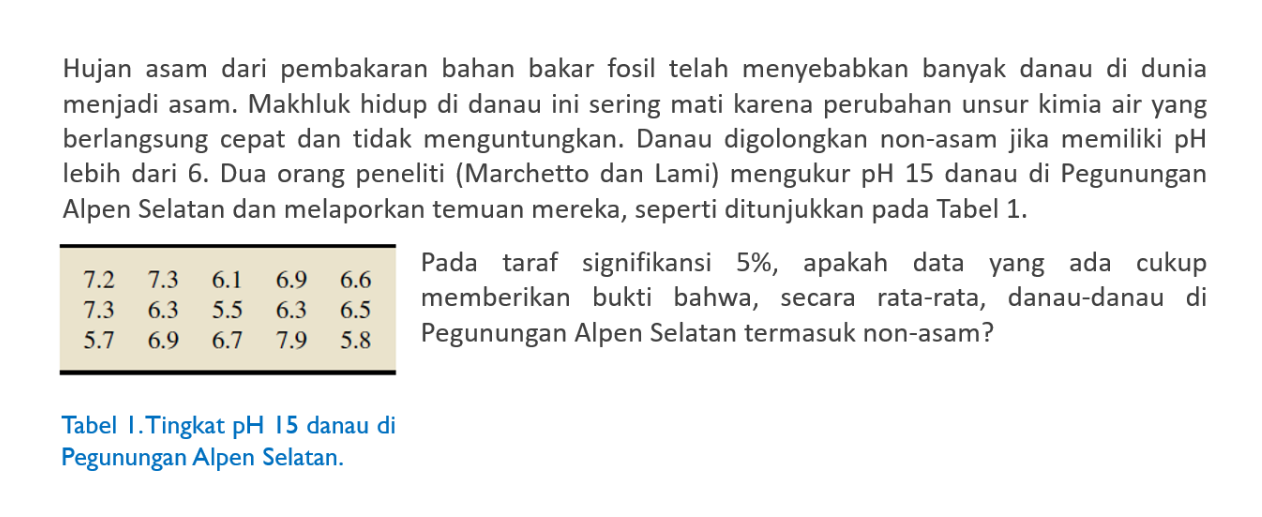 Hujan asam dari pembakaran bahan bakar fosil telah menyebabkan banyak danau di dunia
menjadi asam. Makhluk hidup di danau ini sering mati karena perubahan unsur kimia air yang
berlangsung cepat dan tidak menguntungkan. Danau digolongkan non-asam jika memiliki pH
lebih dari 6. Dua orang peneliti (Marchetto dan Lami) mengukur pH 15 danau di Pegunungan
Alpen Selatan dan melaporkan temuan mereka, seperti ditunjukkan pada Tabel 1.
7.2 7.3 6.1 6.9 6.6
7.3 6.3 5.5 6.3 6.5
5.7 6.9 6.7 7.9 5.8
Tabel 1. Tingkat pH 15 danau di
Pegunungan Alpen Selatan.
Pada taraf signifikansi 5%, apakah data yang ada cukup
memberikan bukti bahwa, secara rata-rata, danau-danau di
Pegunungan Alpen Selatan termasuk non-asam?